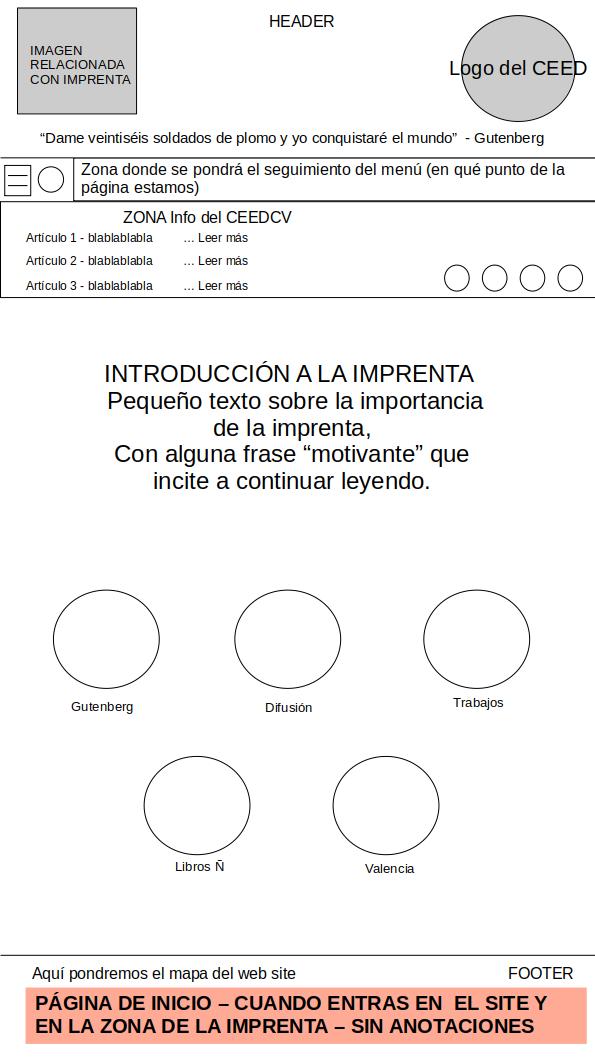 HEADER
IMAGEN
RELACIONADA
CON IMPRENTA
Logo del CEED
“Dame veintiséis soldados de plomo y yo conquistaré el mundo” - Gutenberg
Zona donde se pondrá el seguimiento del menú (en qué punto de la
página estamos)
ZONA Info del CEEDCV
Artículo 1 - blablablabla ... Leer más
Artículo 2 - blablablabla ... Leer más
Artículo 3 - blablablabla ... Leer más
INTRODUCCIÓN A LA IMPRENTA
Pequeño texto sobre la importancia
de la imprenta,
Con alguna frase “motivante” que
incite a continuar leyendo.
Gutenberg
Difusión
Trabajos
Libros Ñ
Valencia
Aquí pondremos el mapa del web site
FOOTER
PÁGINA DE INICIO – CUANDO ENTRAS EN EL SITE Y
EN LA ZONA DE LA IMPRENTA – SIN ANOTACIONES